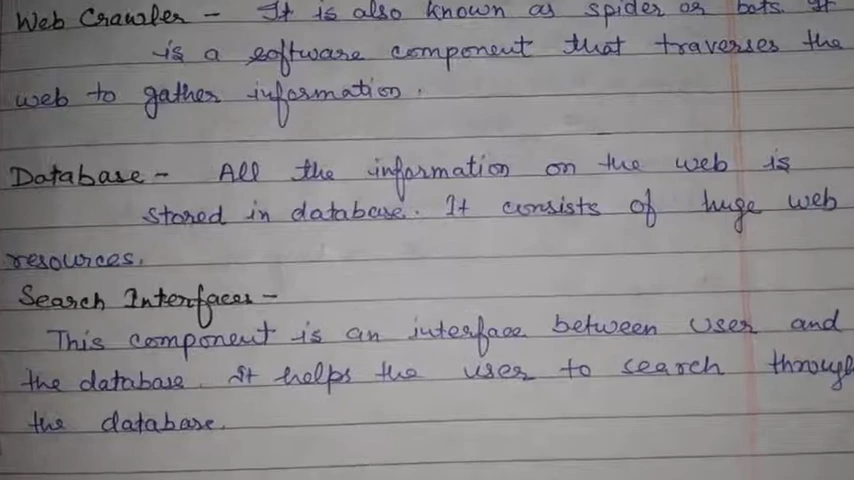 Web Crawler - It is also known as spider or bots. It
is a software component that traverses the
web to gather information.
Database - All the information on the web is
stored in database. It consists of huge web
resources.
Search Interfaces -
This component is an interface between user and
the database. It helps the user to search through
the database.